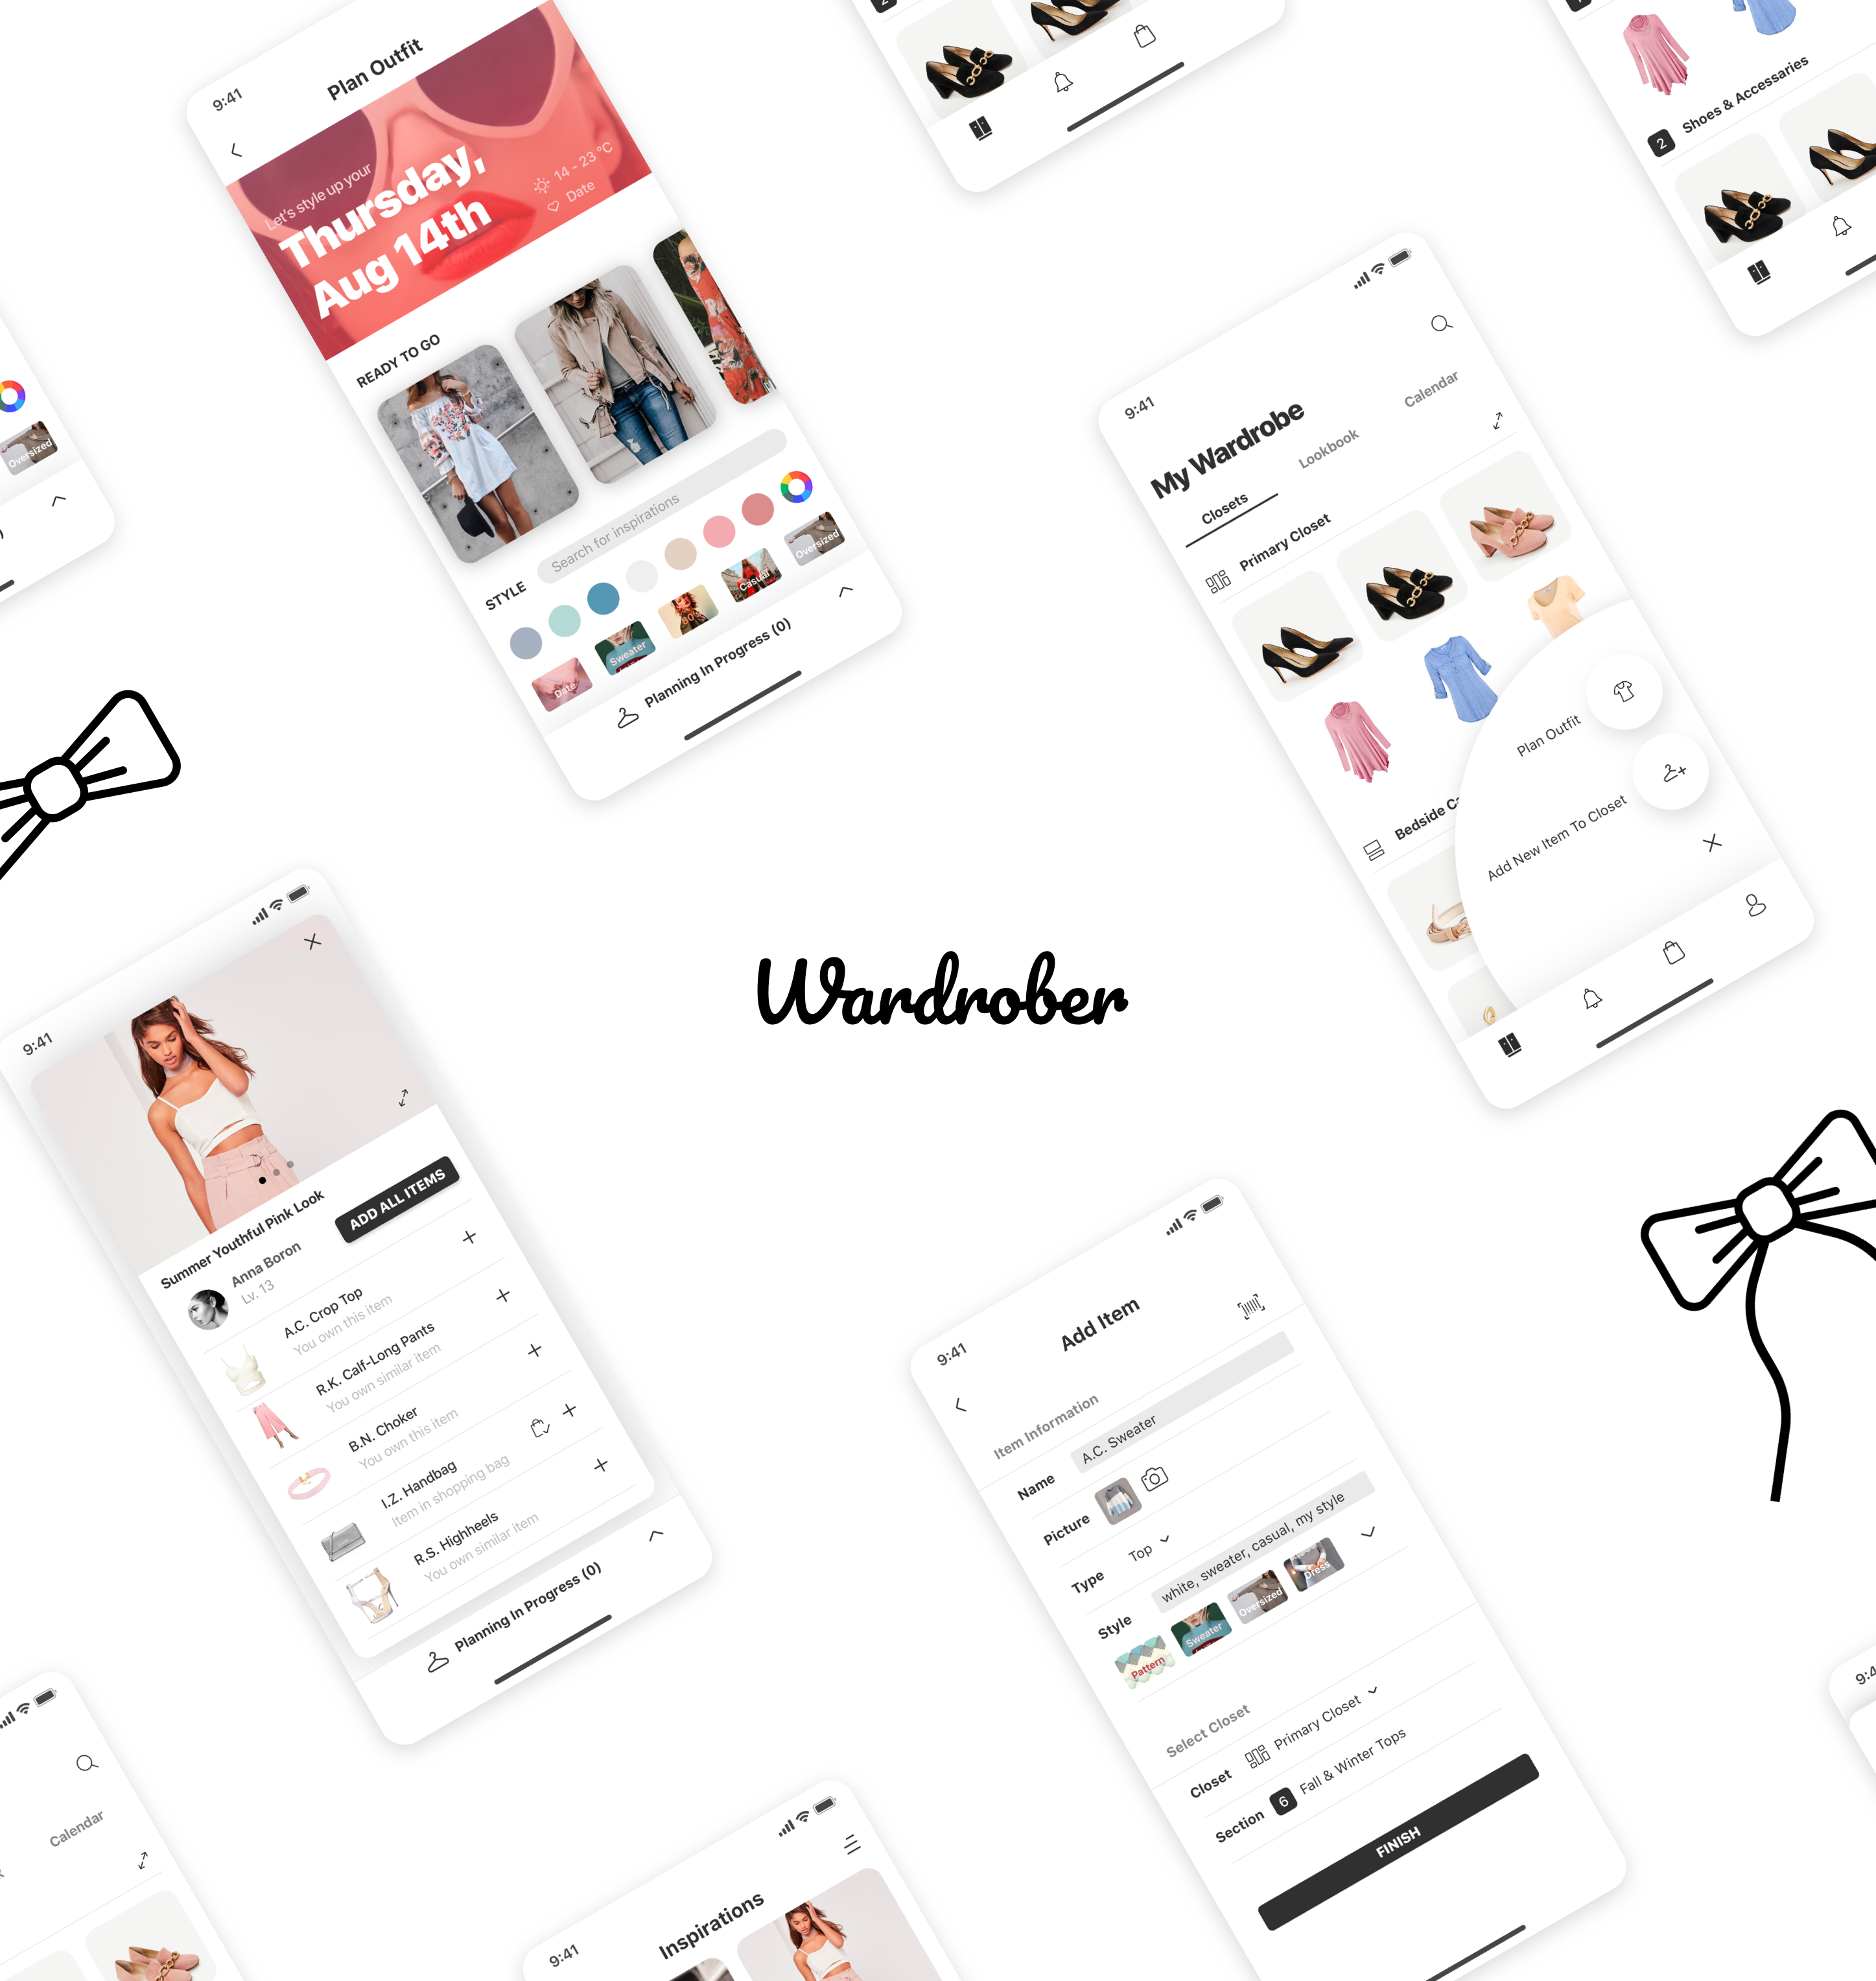 9:41
Plan Outfit
Let's style up your
Thursday,
Aug 14th
14 - 23 °C
Date
READY TO GO
STYLE
Search for inspirations
Date
Sweater
80's
Casual
Oversized
Planning In Progress (0)
Oversized
2
Shoes & Accessaries
9:41
My Wardrobe
Closets
Lookbook
Calendar
Primary Closet
Plan Outfit
Add New Item To Closet
Bedside
Wardrober
9:41
Summer Youthful Pink Look
ADD ALL ITEMS
Anna Boron
Lv. 13
A.C. Crop Top
You own this item
R.K. Calf-Long Pants
You own similar item
B.N. Choker
You own this item
I.Z. Handbag
Item in shopping bag
R.S. Highheels
You own similar item
Planning In Progress (0)
9:41
Add Item
Item Information
Name
A.C. Sweater
Picture
Type
Top
Style
white, sweater, casual, my style
Pattern
Sweater
Oversized
Dress
Select Closet
Closet
Primary Closet
Section
6
Fall & Winter Tops
FINISH
Calendar
9:41
Inspirations